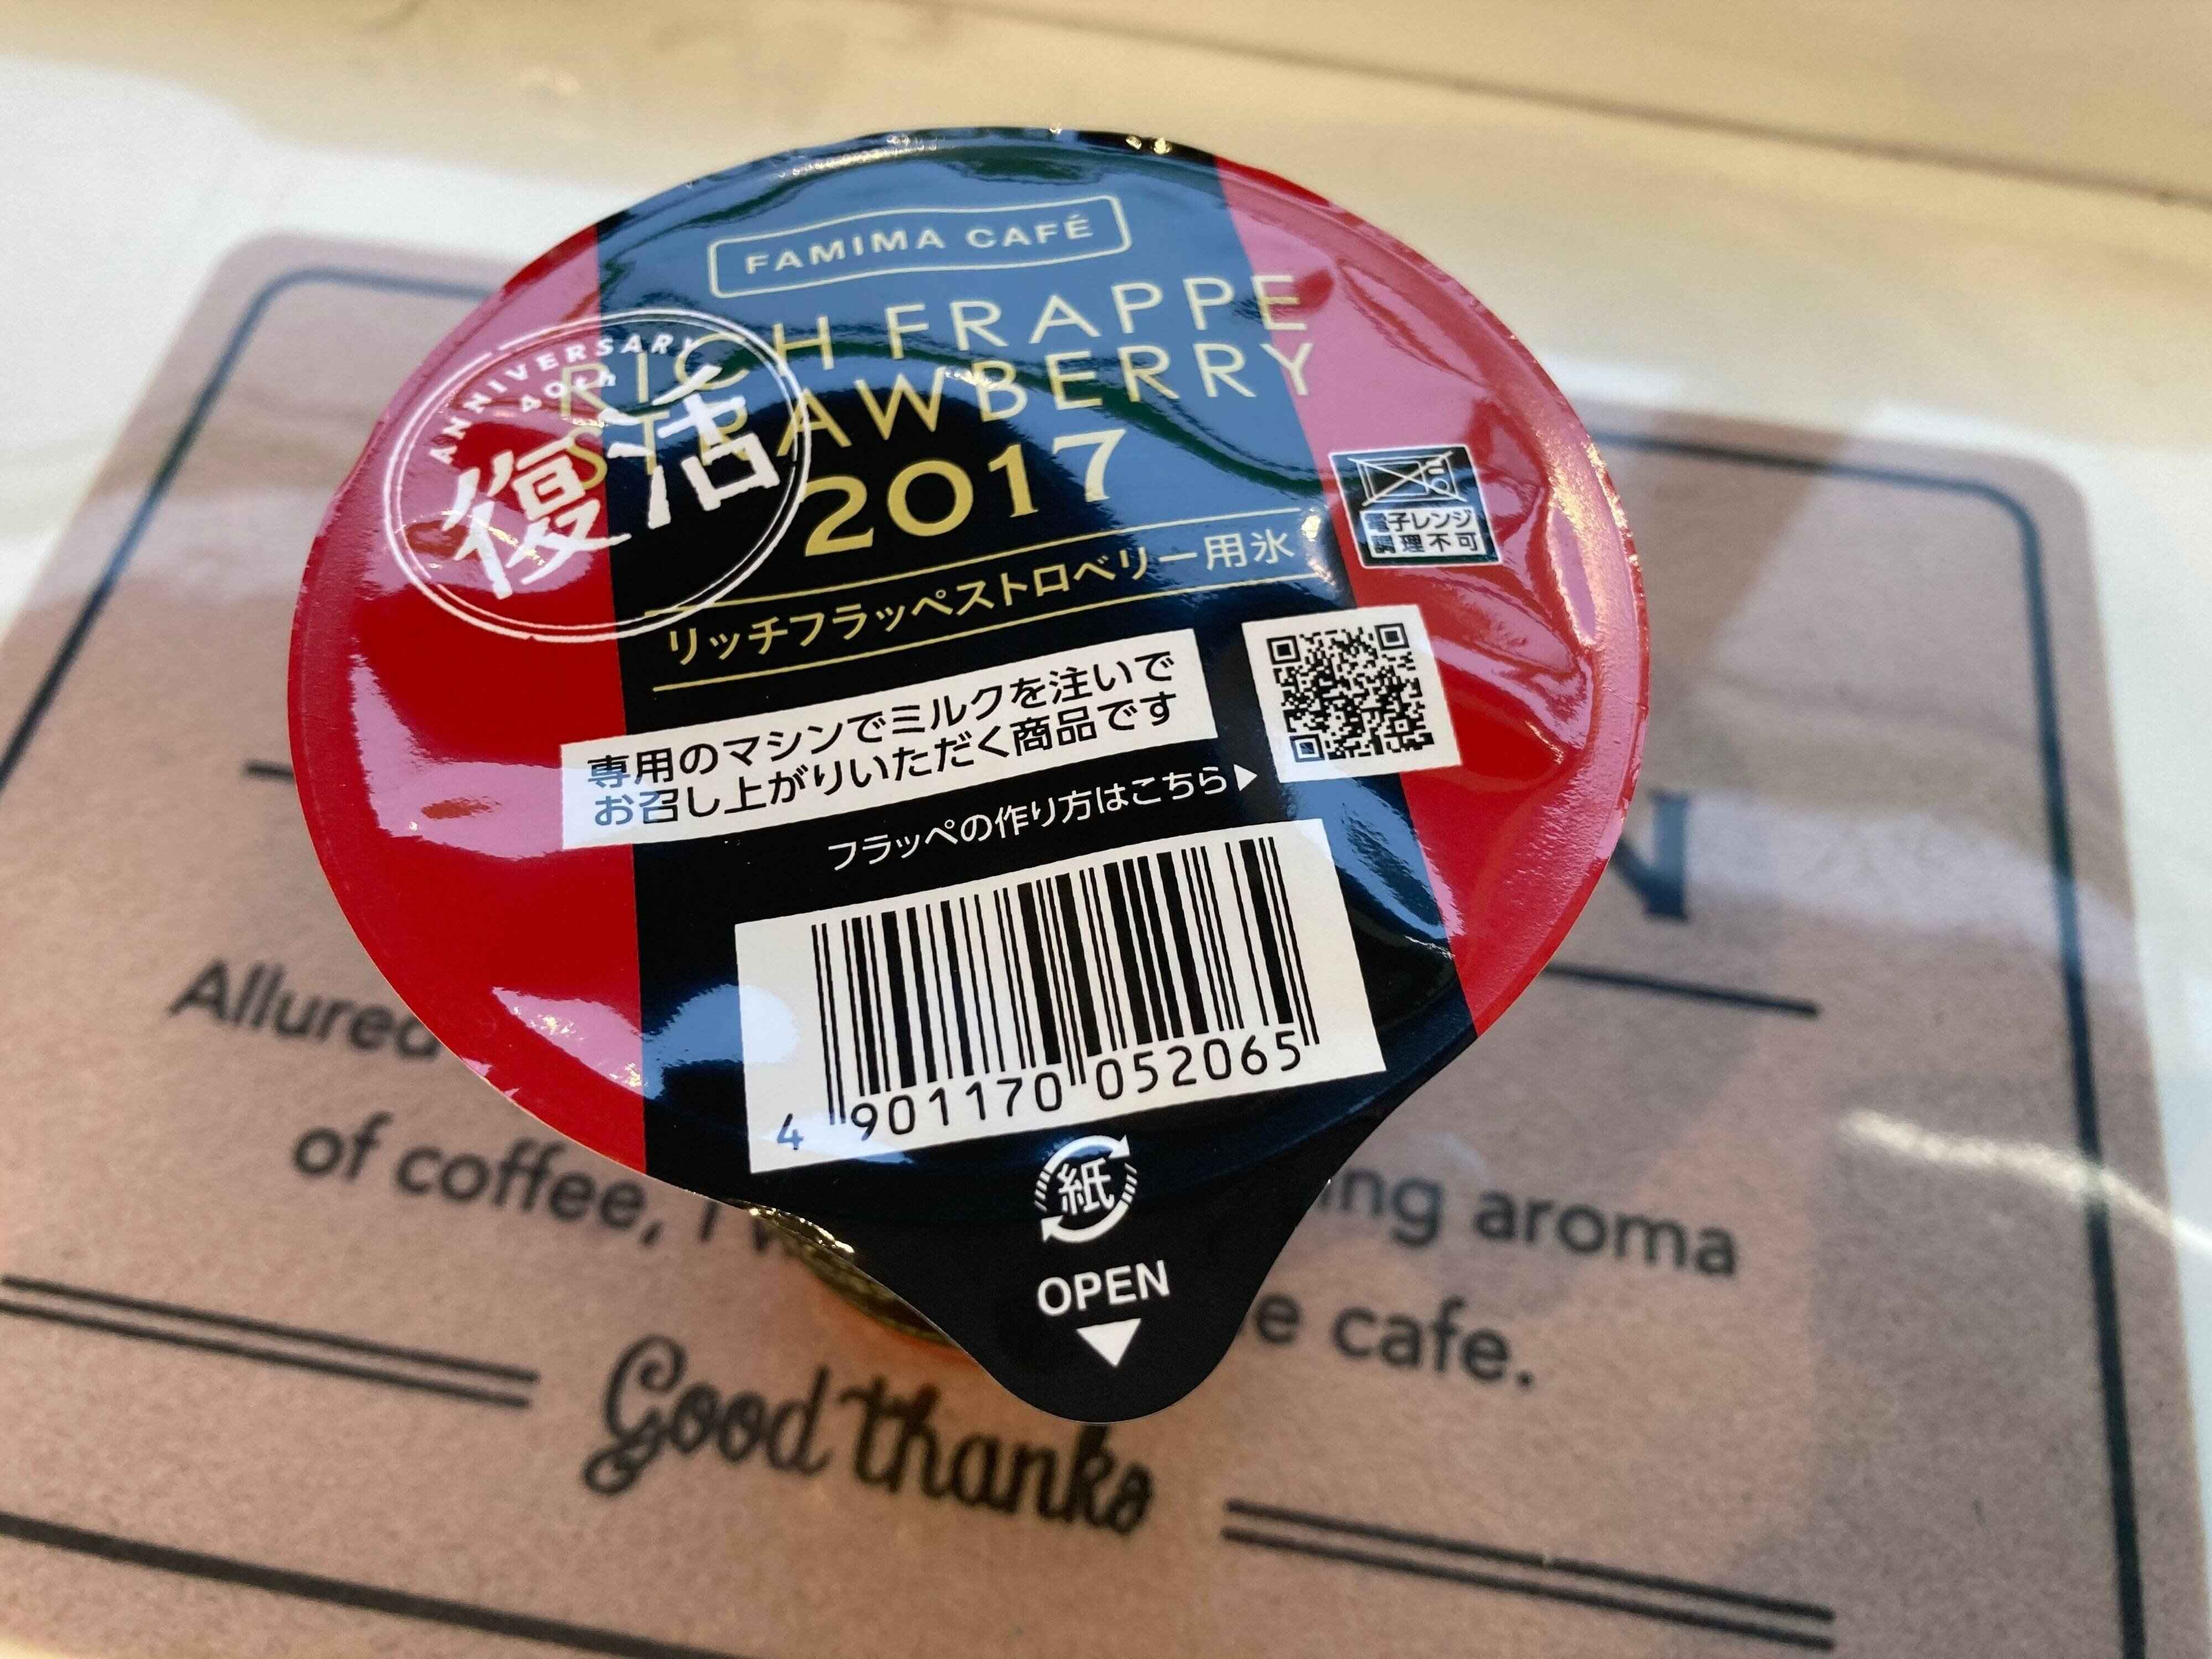 FAMIMA CAFÉ
RICH FRAPPE
STRAWBERRY
2017
ANNIVERSARY
40th
復活
リッチフラッペストロベリー用氷
電子レンジ
調理不可
専用のマシンでミルクを注いで
お召し上がりいただく商品です
フラッペの作り方はこちら▶
4 901170 052065
紙
OPEN
N
Allured
of coffee, I
ing aroma
cafe.
Good thanks